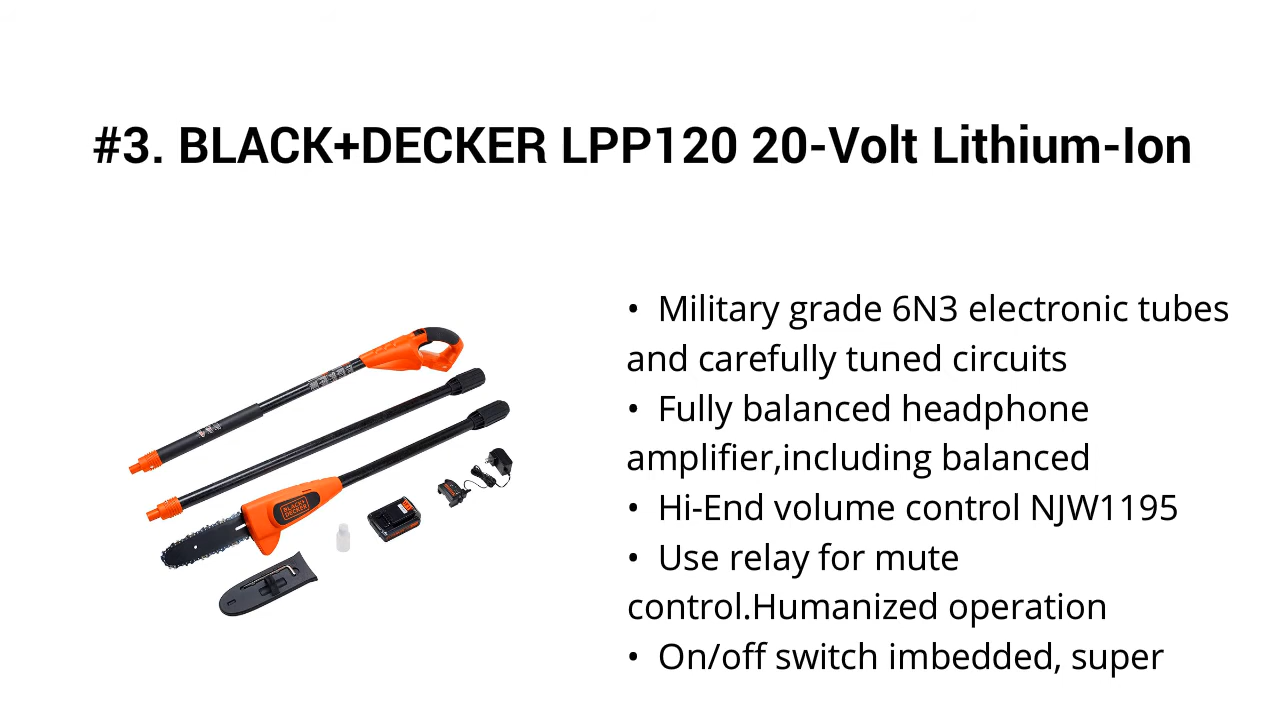 #3. BLACK+DECKER LPP120 20-Volt Lithium-Ion
• Military grade 6N3 electronic tubes
and carefully tuned circuits
• Fully balanced headphone
amplifier,including balanced
• Hi-End volume control NJW1195
• Use relay for mute
control.Humanized operation
• On/off switch imbedded, super
BLACK+
DECKER